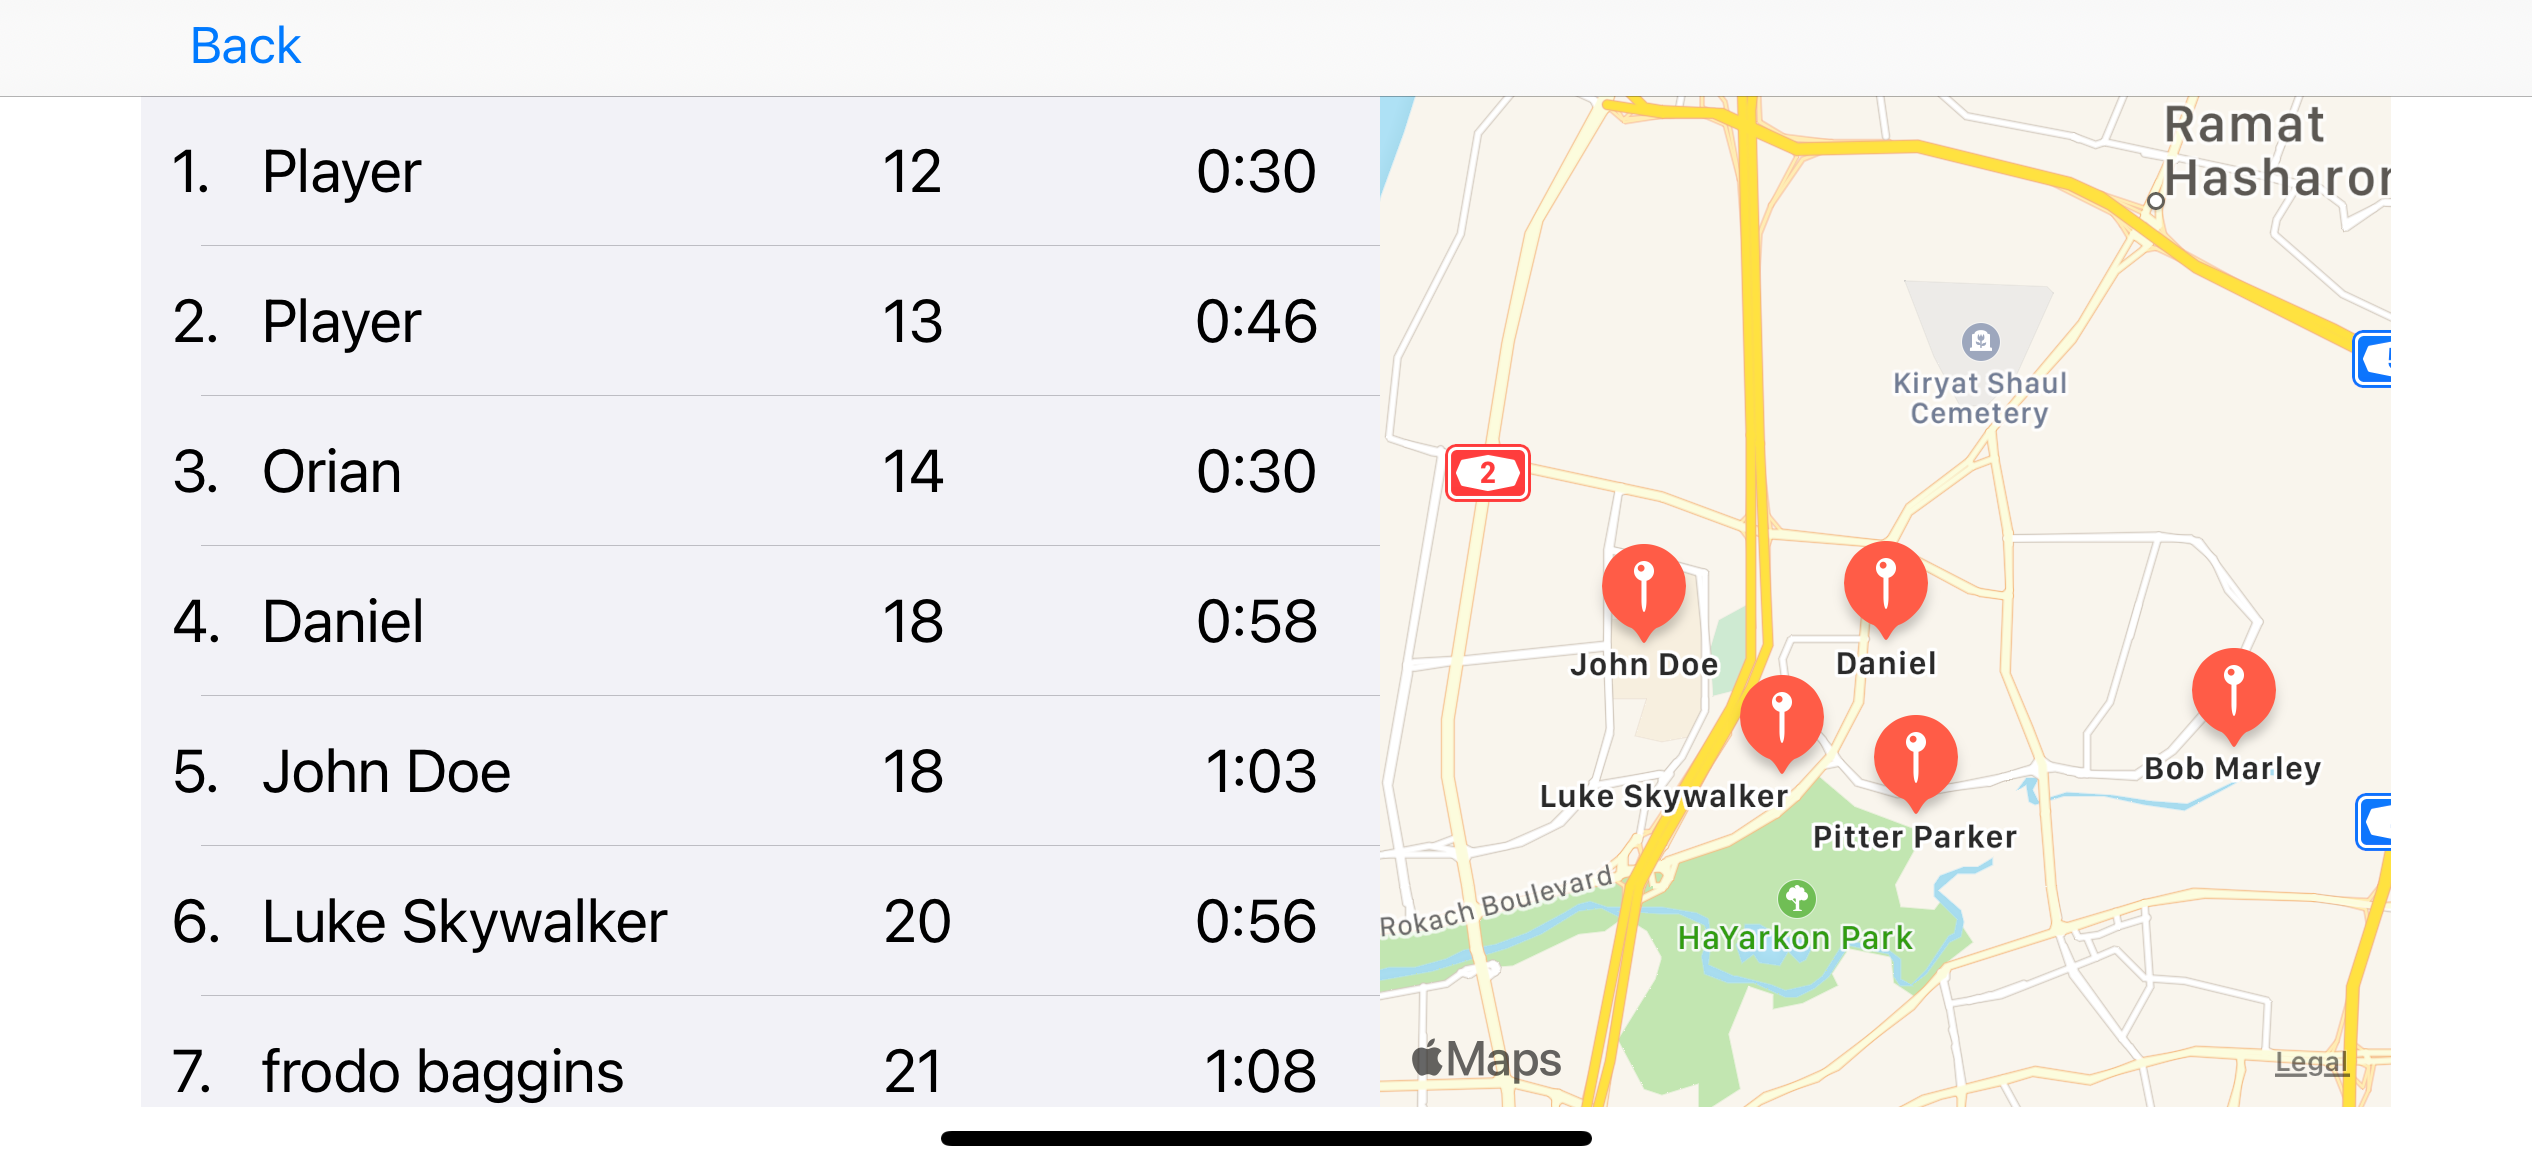 Back
1. Player 12 0:30
2. Player 13 0:46
3. Orian 14 0:30
4. Daniel 18 0:58
5. John Doe 18 1:03
6. Luke Skywalker 20 0:56
7. frodo baggins 21 1:08
Ramat
Hasharon
Kiryat Shaul
Cemetery
2
5
John Doe
Daniel
Luke Skywalker
Pitter Parker
Bob Marley
Rokach Boulevard
HaYarkon Park
Maps
Legal